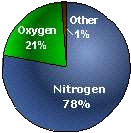 Other
1%
Oxygen
21%
Nitrogen
78%